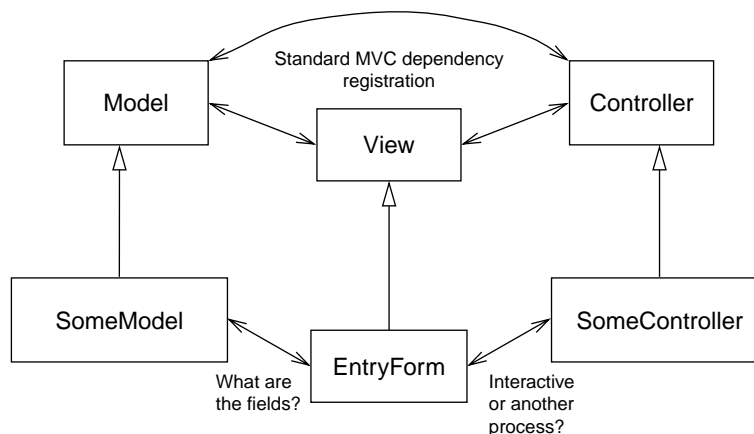 Standard MVC dependency
registration
Model
Controller
View
SomeModel
SomeController
EntryForm
What are
the fields?
Interactive
or another
process?